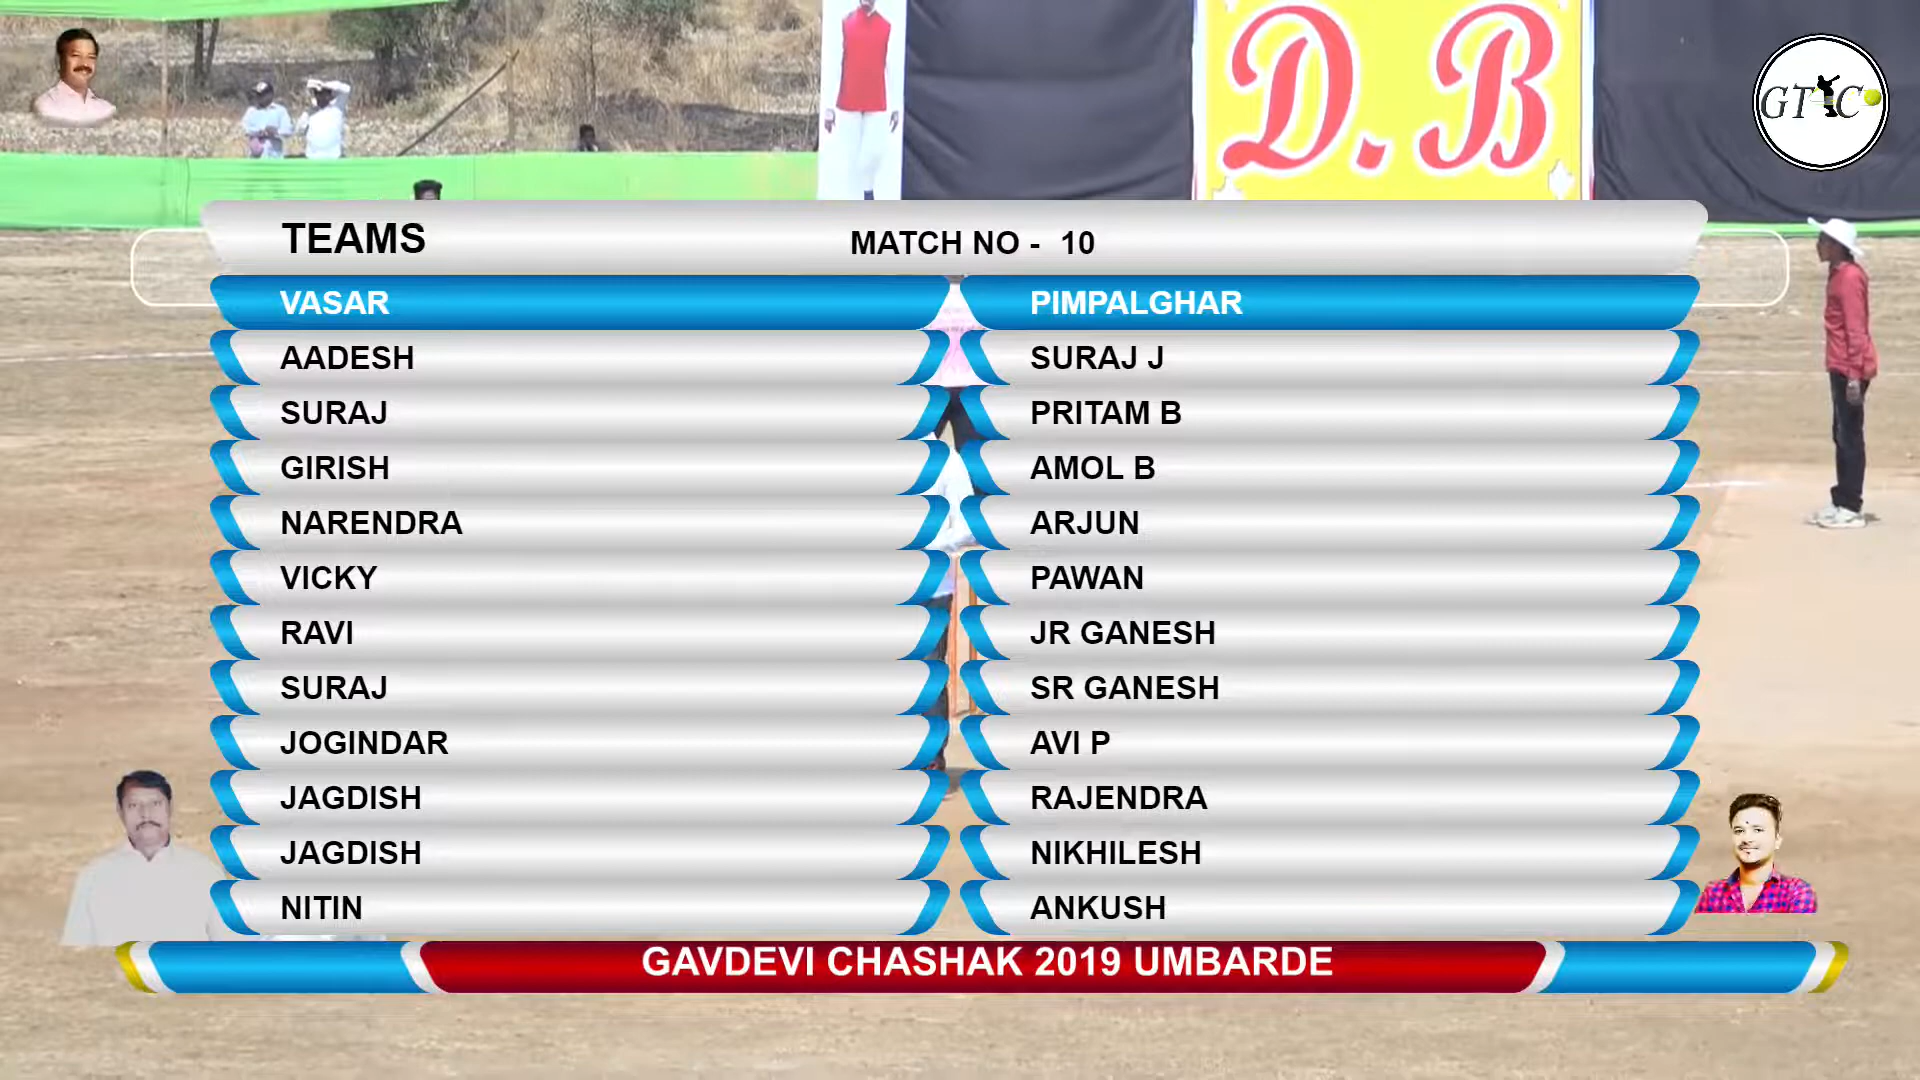 D.B
GTCC
TEAMS
MATCH NO - 10
VASAR PIMPALGHAR
AADESH SURAJ J
SURAJ PRITAM B
GIRISH AMOL B
NARENDRA ARJUN
VICKY PAWAN
RAVI JR GANESH
SURAJ SR GANESH
JOGINDAR AVI P
JAGDISH RAJENDRA
JAGDISH NIKHILESH
NITIN ANKUSH
GAVDEVI CHASHAK 2019 UMBARDE